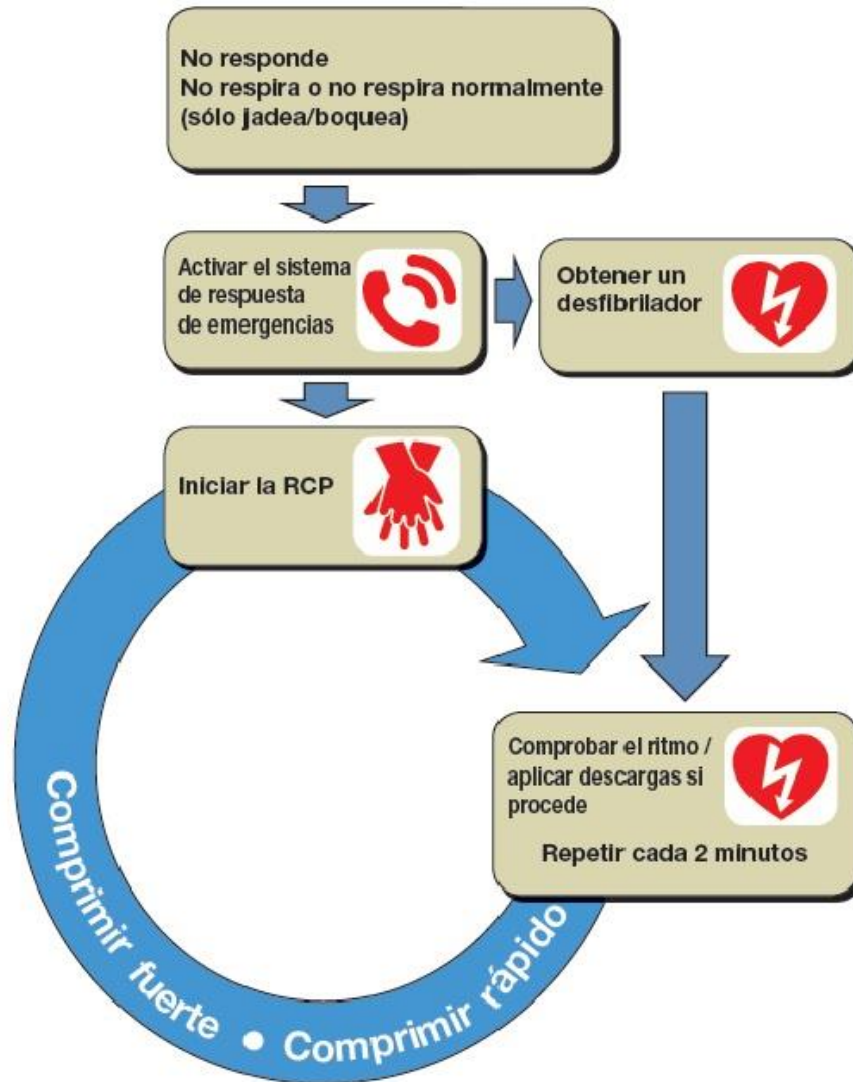 No responde
No respira o no respira normalmente
(sólo jadea/boquea)
Activar el sistema
de respuesta
de emergencias
Obtener un
desfibrilador
Iniciar la RCP
Comprobar el ritmo /
aplicar descargas si
procede
Repetir cada 2 minutos
Comprimir fuerte • Comprimir rápido